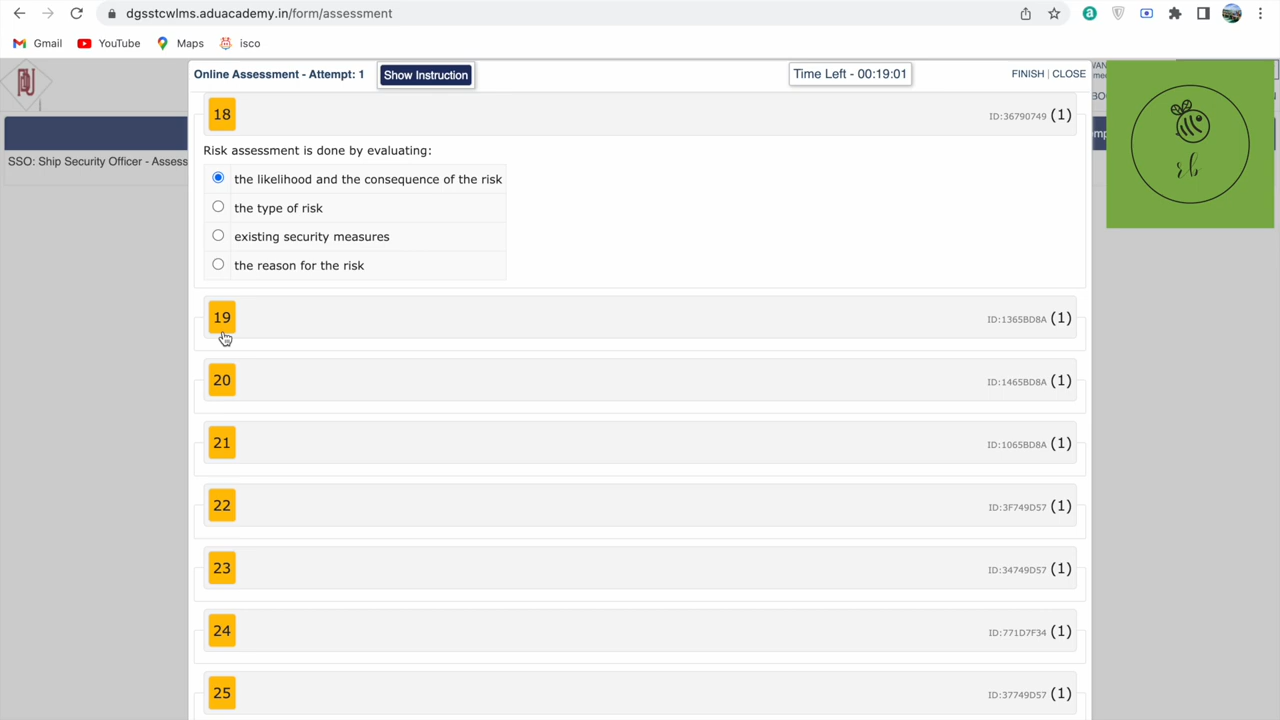 dgsstcwlms.aduacademy.in/form/assessment
Gmail YouTube Maps isco
Online Assessment - Attempt: 1 Show Instruction Time Left - 00:19:01 FINISH | CLOSE
18 ID:36790749 (1)
SSO: Ship Security Officer - Assess
Risk assessment is done by evaluating:
the likelihood and the consequence of the risk
the type of risk
existing security measures
the reason for the risk
19 ID:1365BD8A (1)
20 ID:1465BD8A (1)
21 ID:1065BD8A (1)
22 ID:3F749D57 (1)
23 ID:34749D57 (1)
24 ID:771D7F34 (1)
25 ID:37749D57 (1)
rb